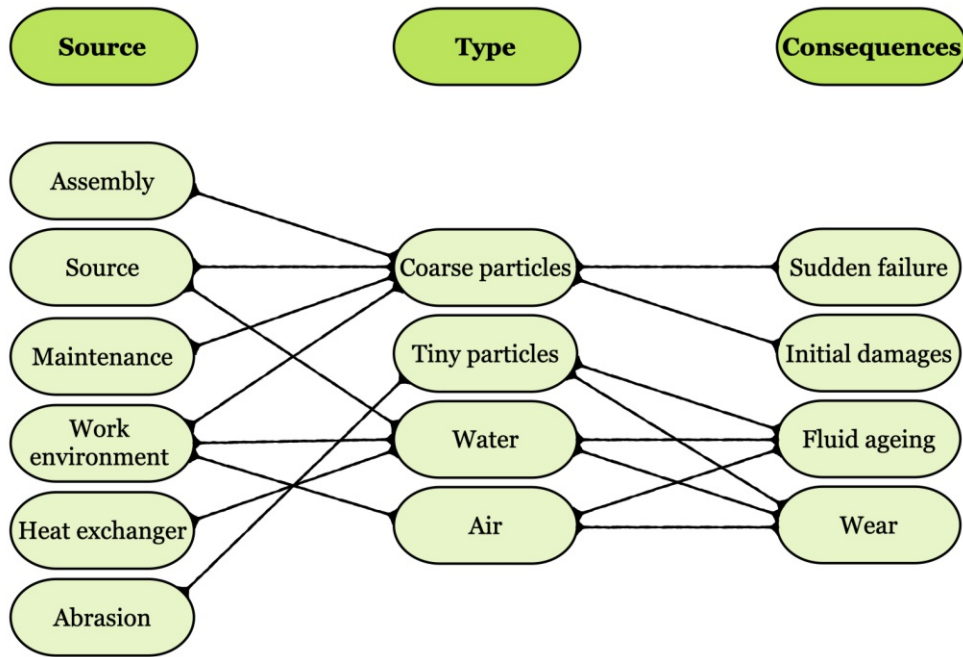 Source
Type
Consequences
Assembly
Source
Coarse particles
Sudden failure
Maintenance
Tiny particles
Initial damages
Work
environment
Water
Fluid ageing
Heat exchanger
Air
Wear
Abrasion